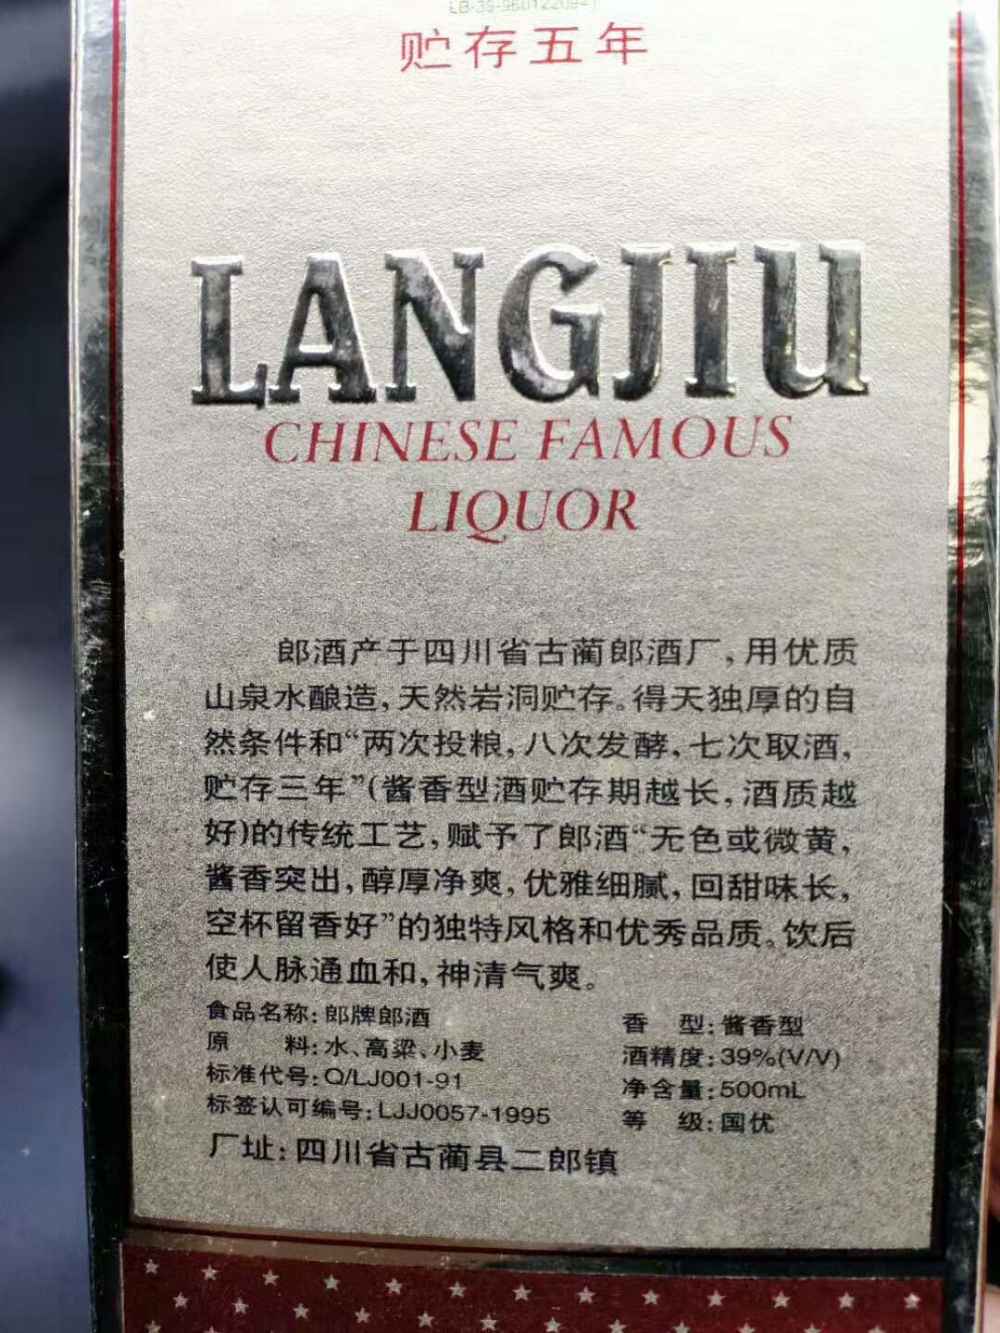 贮存五年
LANGJIU
CHINESE FAMOUS
LIQUOR
郎酒产于四川省古蔺郎酒厂，用优质
山泉水酿造，天然岩洞贮存。得天独厚的自
然条件和“两次投粮，八次发酵，七次取酒，
贮存三年”(酱香型酒贮存期越长，酒质越
好)的传统工艺，赋予了郎酒“无色或微黄，
酱香突出，醇厚净爽，优雅细腻，回甜味长，
空杯留香好”的独特风格和优秀品质。饮后
使人脉通血和，神清气爽。
食品名称：郎牌郎酒
原 料：水、高粱、小麦
标准代号：Q/LJ001-91
标签认可编号：LJJ0057-1995
香 型：酱香型
酒精度：39%(V/V)
净含量：500mL
等 级：国优
厂址：四川省古蔺县二郎镇